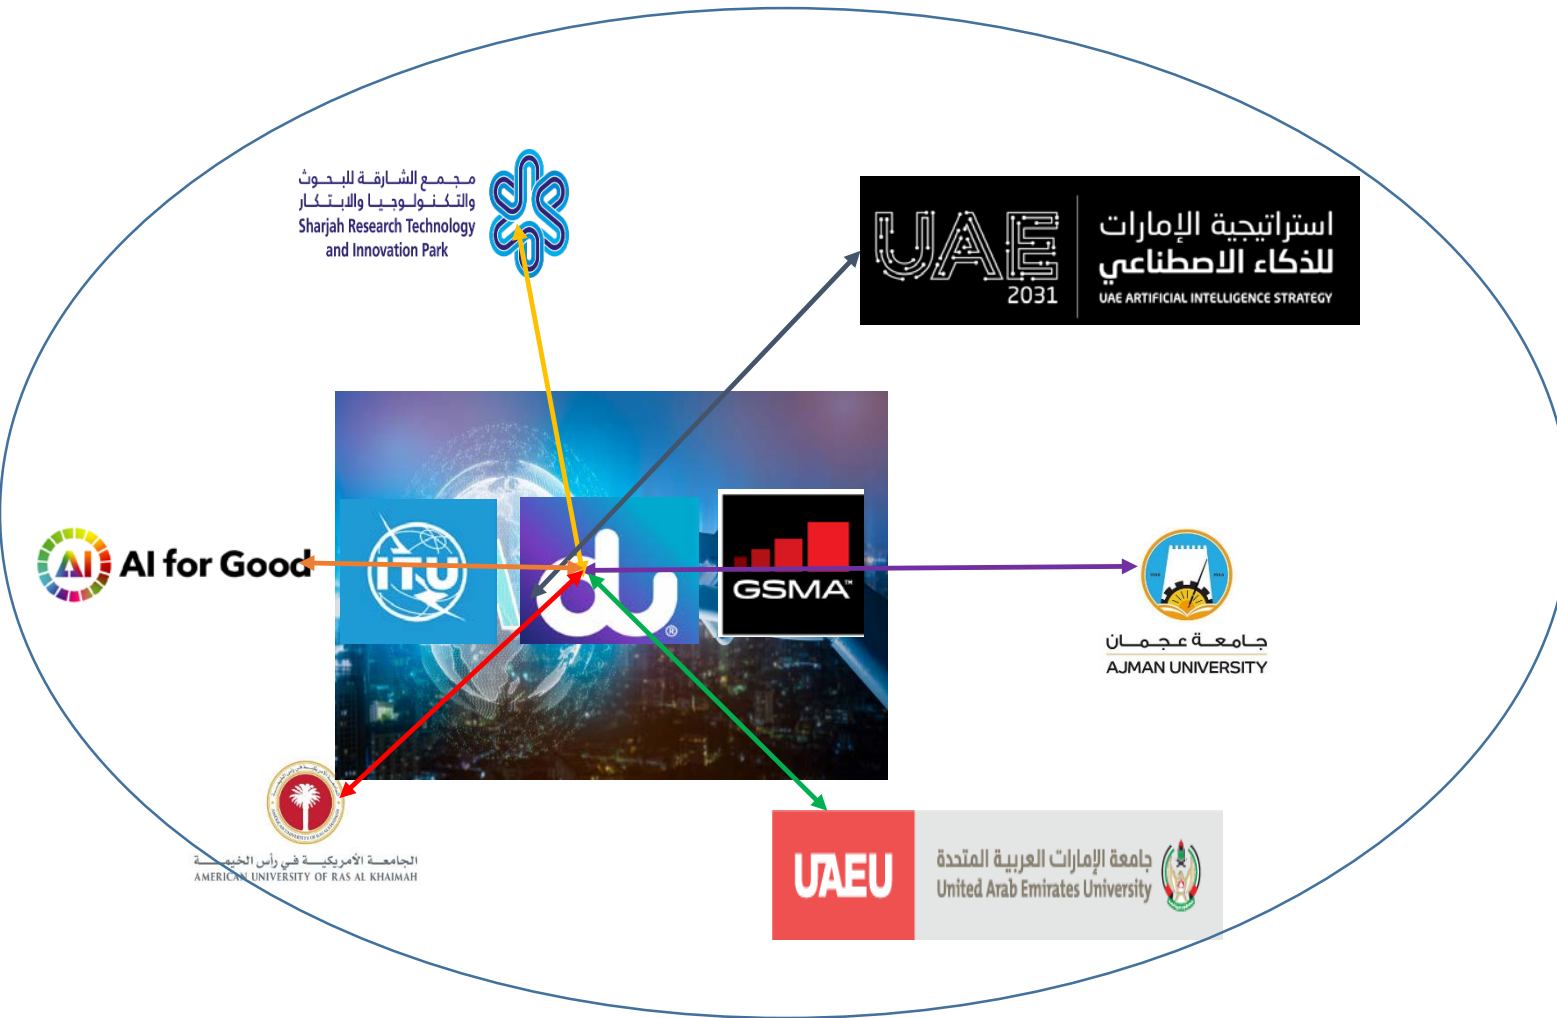 مجمع الشارقة للبحوث
والتكنولوجيا والابتكار
Sharjah Research Technology
and Innovation Park
UAE
2031
استراتيجية الإمارات
للذكاء الاصطناعي
UAE ARTIFICIAL INTELLIGENCE STRATEGY
AI AI for Good
ITU
du
®
GSMA™
جامعة عجمان
AJMAN UNIVERSITY
الجامعة الأمريكية في رأس الخيمة
AMERICAN UNIVERSITY OF RAS AL KHAIMAH
UAEU
جامعة الإمارات العربية المتحدة
United Arab Emirates University